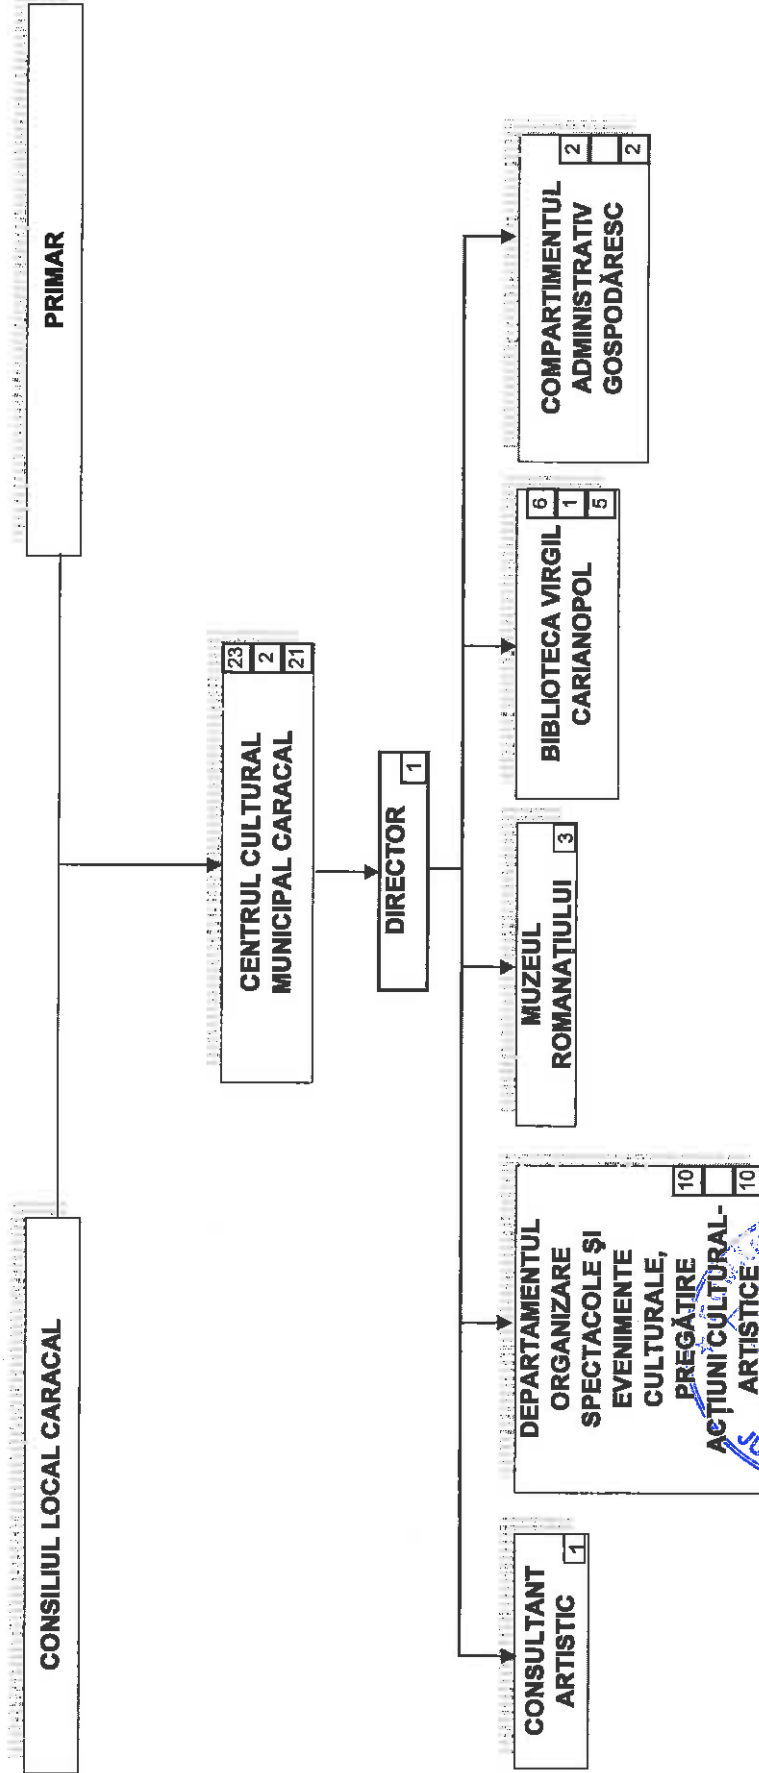 CONSILIUL LOCAL CARACAL
PRIMAR
CENTRUL CULTURAL
MUNICIPAL CARACAL
23
2
21
DIRECTOR
1
CONSULTANT
ARTISTIC
1
DEPARTAMENTUL
ORGANIZARE
SPECTACOLE ȘI
EVENIMENTE
CULTURALE,
PREGĂTIRE
ACȚIUNI CULTURAL-
ARTISTICE
10
10
MUZEUL
ROMANAȚIULUI
3
BIBLIOTECA VIRGIL
CARIANOPOL
6
1
5
COMPARTIMENTUL
ADMINISTRATIV
GOSPODĂRESC
2
2